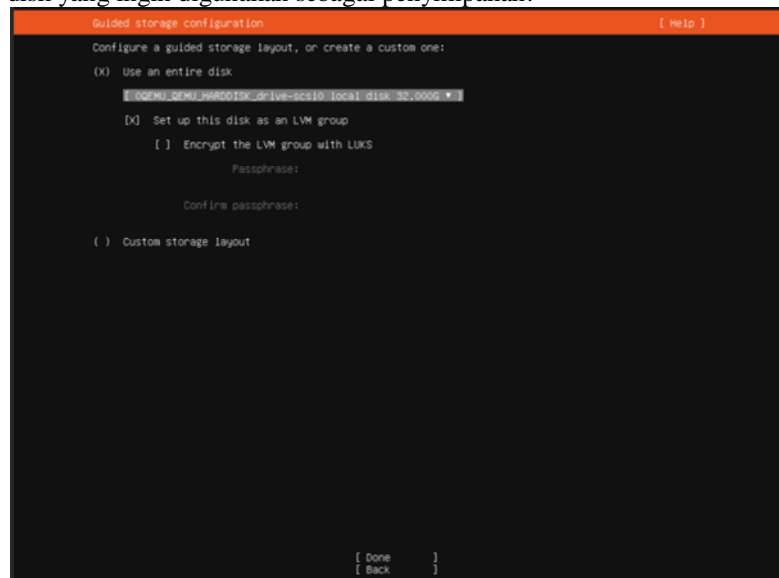 disk yang ingin digunakan sebagai penyimpanan.
Guided storage configuration [ Help ]
Configure a guided storage layout, or create a custom one:
(X) Use an entire disk
[ 0QEMU_QEMU_HARDDISK_drive-scsi0 local disk 32.000G ▾ ]
[X] Set up this disk as an LVM group
[ ] Encrypt the LVM group with LUKS
Passphrase:
Confirm passphrase:
( ) Custom storage layout
[ Done ]
[ Back ]